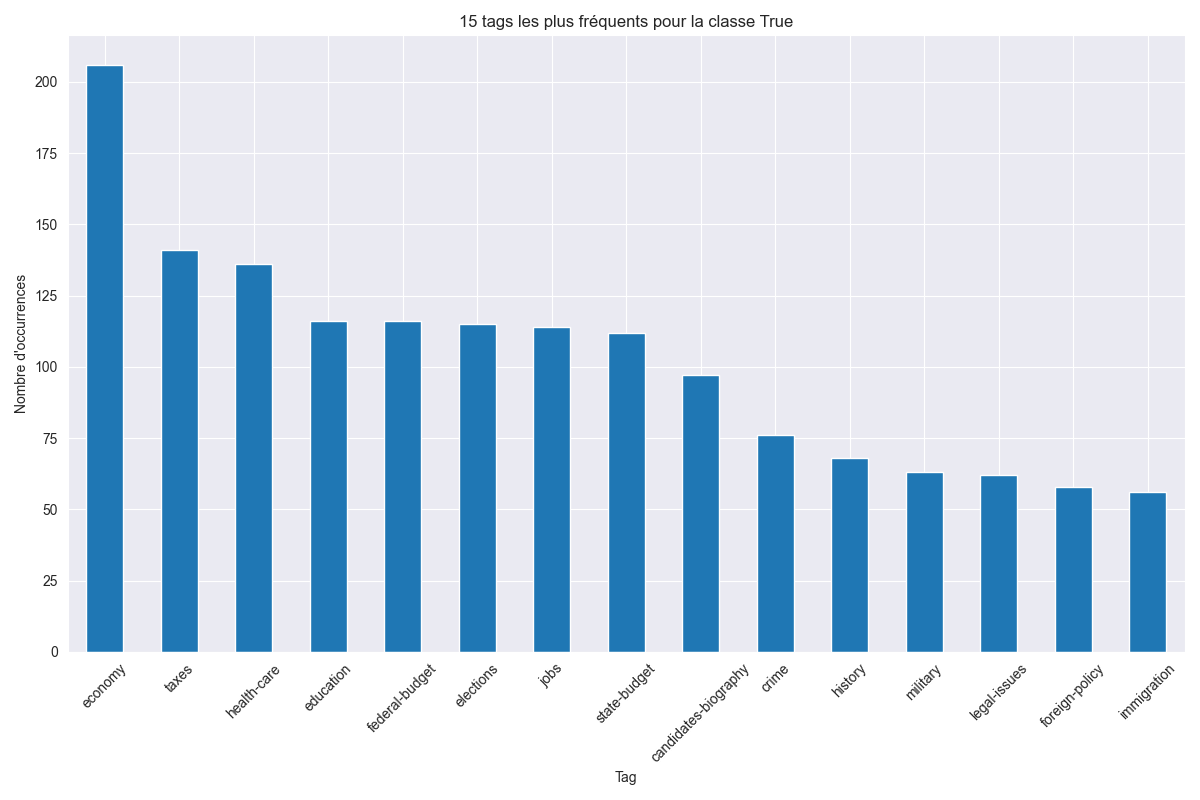 15 tags les plus fréquents pour la classe True
Nombre d'occurrences
200
175
150
125
100
75
50
25
0
economy
taxes
health-care
education
federal-budget
elections
jobs
state-budget
candidates-biography
crime
history
military
legal-issues
foreign-policy
immigration
Tag